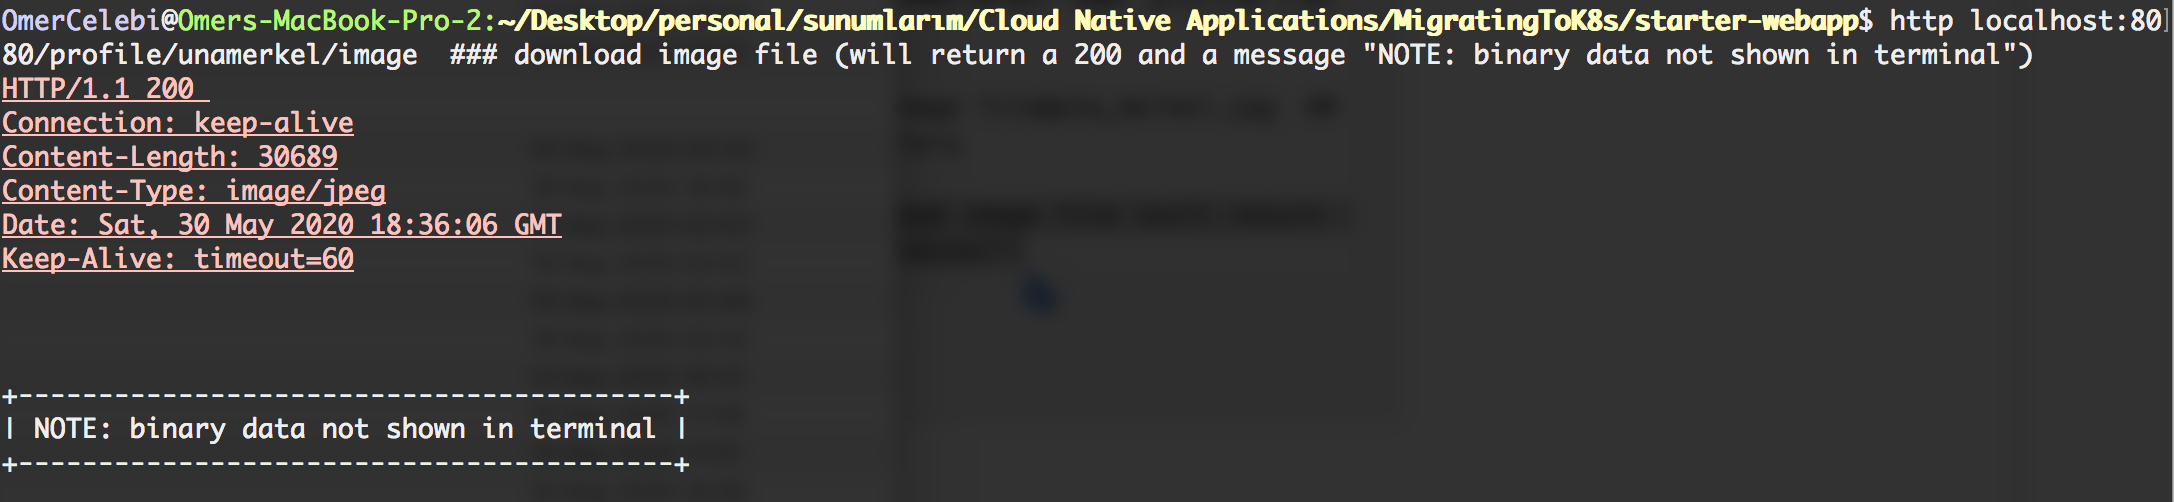 OmerCelebi@Omers-MacBook-Pro-2:~/Desktop/personal/sunumlarım/Cloud Native Applications/MigratingToK8s/starter-webapp$ http localhost:80]
80/profile/unamerkel/image  ### download image file (will return a 200 and a message "NOTE: binary data not shown in terminal")
HTTP/1.1 200
Connection: keep-alive
Content-Length: 30689
Content-Type: image/jpeg
Date: Sat, 30 May 2020 18:36:06 GMT
Keep-Alive: timeout=60
+-----------------------------------------+
| NOTE: binary data not shown in terminal |
+-----------------------------------------+